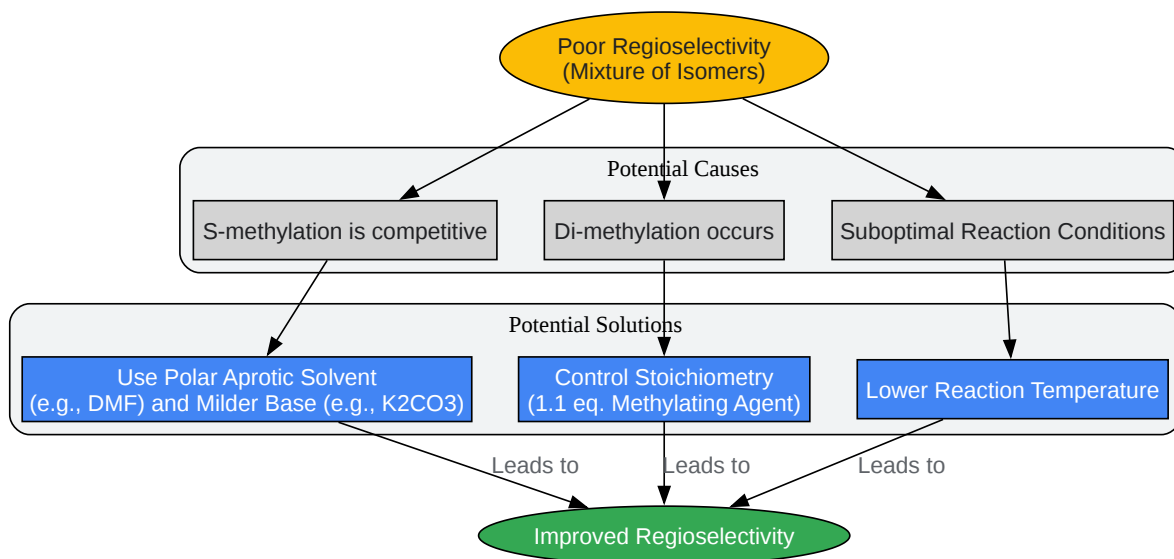 Poor Regioselectivity
(Mixture of Isomers)
Potential Causes
S-methylation is competitive
Di-methylation occurs
Suboptimal Reaction Conditions
Potential Solutions
Use Polar Aprotic Solvent
(e.g., DMF) and Milder Base (e.g., K2CO3)
Control Stoichiometry
(1.1 eq. Methylating Agent)
Lower Reaction Temperature
Leads to
Leads to
Leads to
Improved Regioselectivity